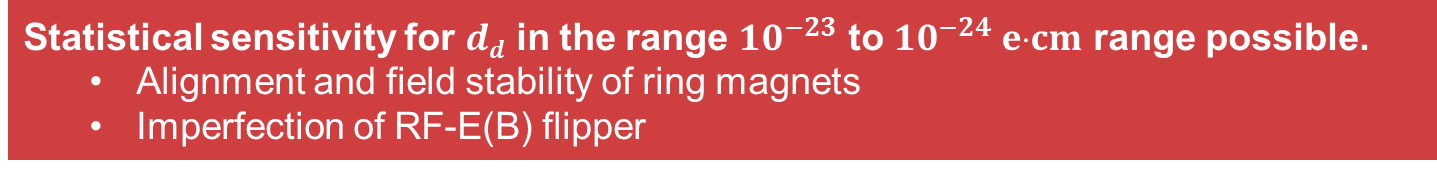 Statistical sensitivity for d_d in the range 10⁻²³ to 10⁻²⁴ e·cm range possible.
• Alignment and field stability of ring magnets
• Imperfection of RF-E(B) flipper